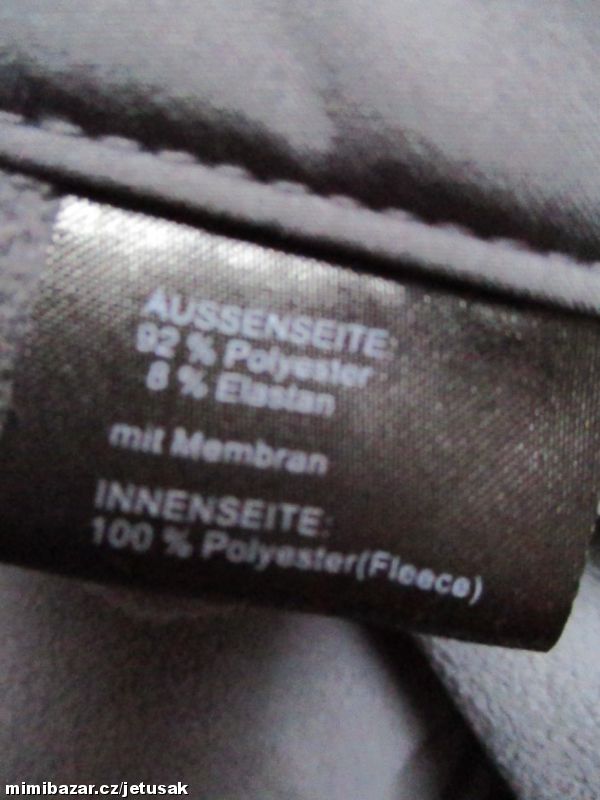 AUSSENSEITE:
92 % Polyester
8 % Elastan
mit Membran
INNENSEITE:
100 % Polyester(Fleece)
mimibazar.cz/jetusak